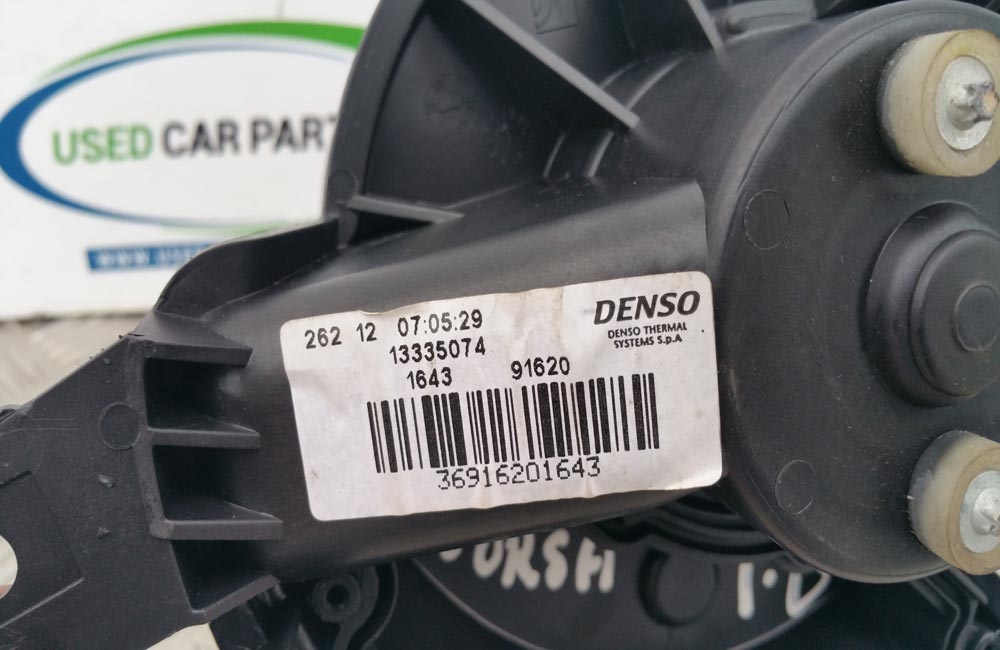 USED CAR PART
262 12 07:05:29
13335074
1643 91620
DENSO
DENSO THERMAL
SYSTEMS S.p.A
36916201643